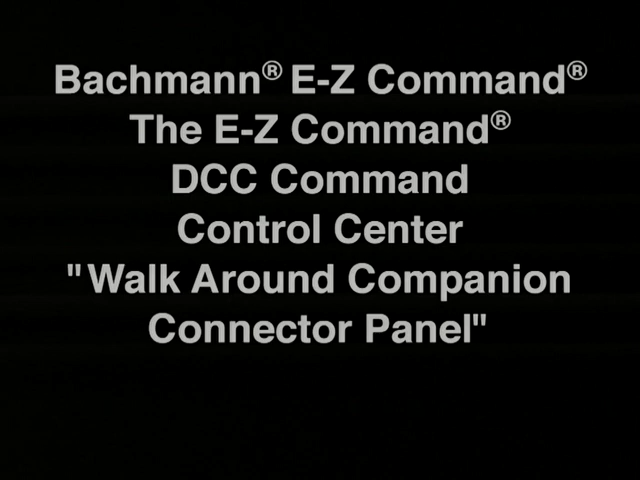 Bachmann® E-Z Command®
The E-Z Command®
DCC Command
Control Center
"Walk Around Companion
Connector Panel"